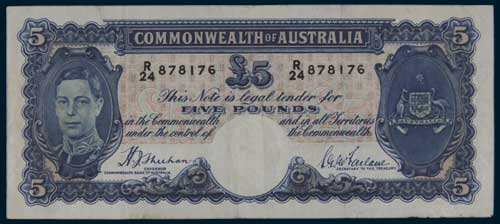 5 COMMONWEALTH OF AUSTRALIA 5
R/24 878176 £5 R/24 878176
This Note is legal tender for
FIVE POUNDS
in the Commonwealth and in all Territories
under the control of the Commonwealth.
AUSTRALIA
GOVERNOR SECRETARY TO THE TREASURY
COMMONWEALTH BANK OF AUSTRALIA
5 5